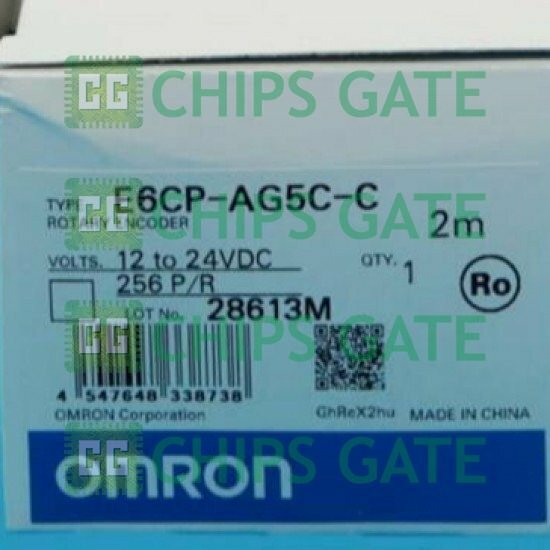 CG CHIPS GATE
TYPE E6CP-AG5C-C
ROTARY ENCODER
2m
VOLTS. 12 to 24VDC
QTY. 1
256 P/R
Ro
LOT No. 28613M
CG CHIPS GATE
4 547648 338738
GhReX2hu
OMRON Corporation
MADE IN CHINA
CG CHIPS GATE
OMRON
CG CHIPS GATE